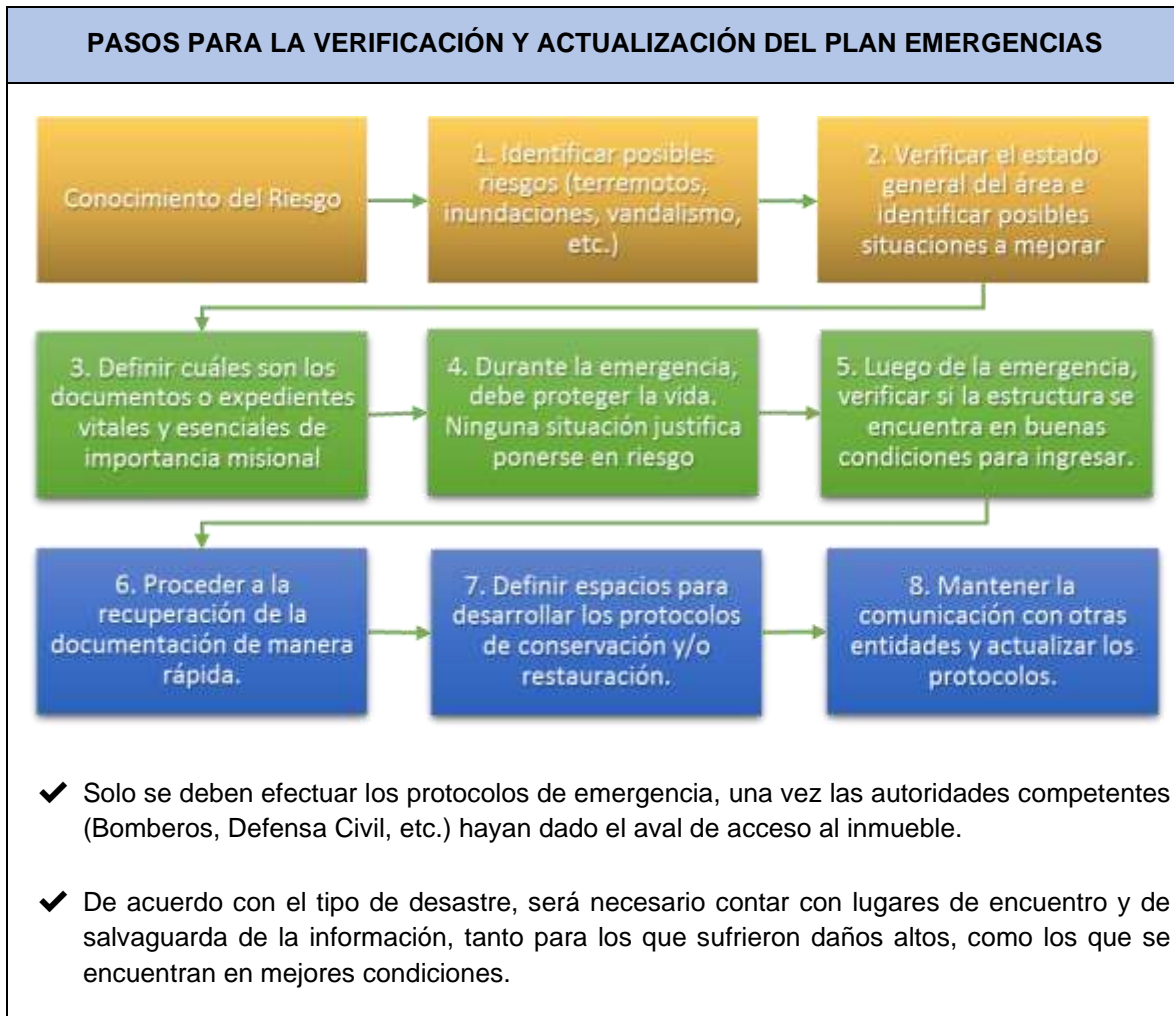 PASOS PARA LA VERIFICACIÓN Y ACTUALIZACIÓN DEL PLAN EMERGENCIAS
Conocimiento del Riesgo
1. Identificar posibles
riesgos (terremotos,
inundaciones, vandalismo,
etc.)
2. Verificar el estado
general del área e
identificar posibles
situaciones a mejorar
3. Definir cuáles son los
documentos o expedientes
vitales y esenciales de
importancia misional
4. Durante la emergencia,
debe proteger la vida.
Ninguna situación justifica
ponerse en riesgo
5. Luego de la emergencia,
verificar si la estructura se
encuentra en buenas
condiciones para ingresar.
6. Proceder a la
recuperación de la
documentación de manera
rápida.
7. Definir espacios para
desarrollar los protocolos
de conservación y/o
restauración.
8. Mantener la
comunicación con otras
entidades y actualizar los
protocolos.
✔ Solo se deben efectuar los protocolos de emergencia, una vez las autoridades competentes
(Bomberos, Defensa Civil, etc.) hayan dado el aval de acceso al inmueble.
✔ De acuerdo con el tipo de desastre, será necesario contar con lugares de encuentro y de
salvaguarda de la información, tanto para los que sufrieron daños altos, como los que se
encuentran en mejores condiciones.